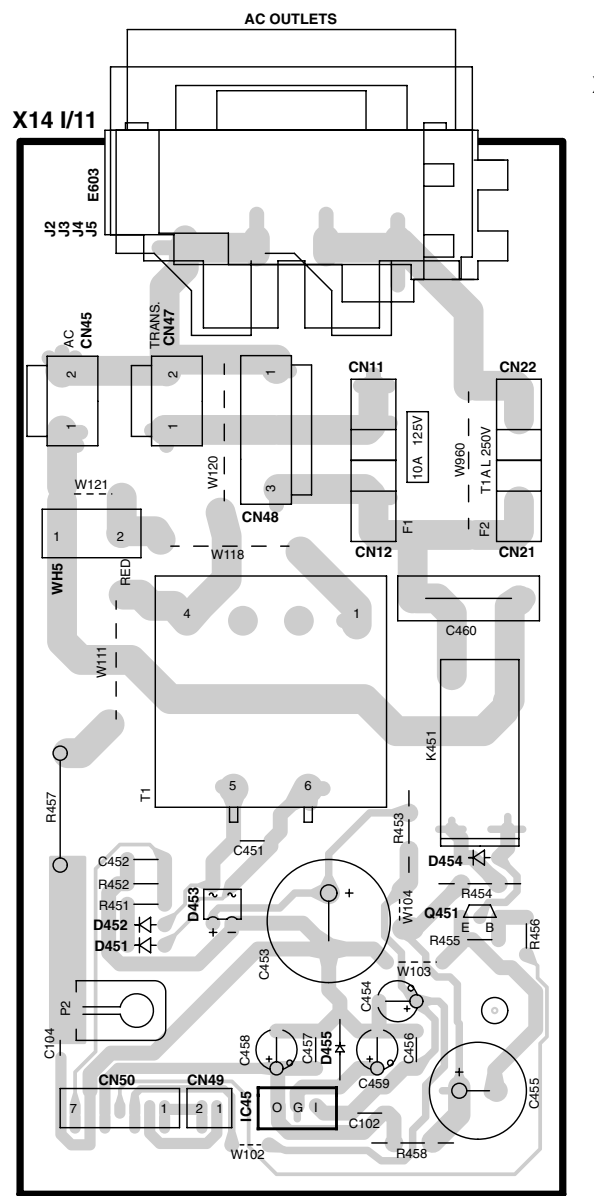 AC OUTLETS
X14 I/11
E603
J2
J3
J4
J5
AC
CN45
TRANS.
CN47
2
1
2
1
1
3
CN48
CN11
CN12
10A 125V
F1
W960
CN22
T1 A L 250V
F2
CN21
W120
W121
1
2
WH5
RED
W118
W111
4
1
5
6
T1
C460
K451
R457
C451
R453
D454
R454
C452
R452
R451
D452
D451
D453
~ ~
+ −
+
C453
W104
Q451
E B
R455
R456
W103
C454
+
P2
C104
C458
+
C457
D455
C456
+
C459
+
C455
CN50
7
1
CN49
2 1
IC45
O G I
C102
W102
R458